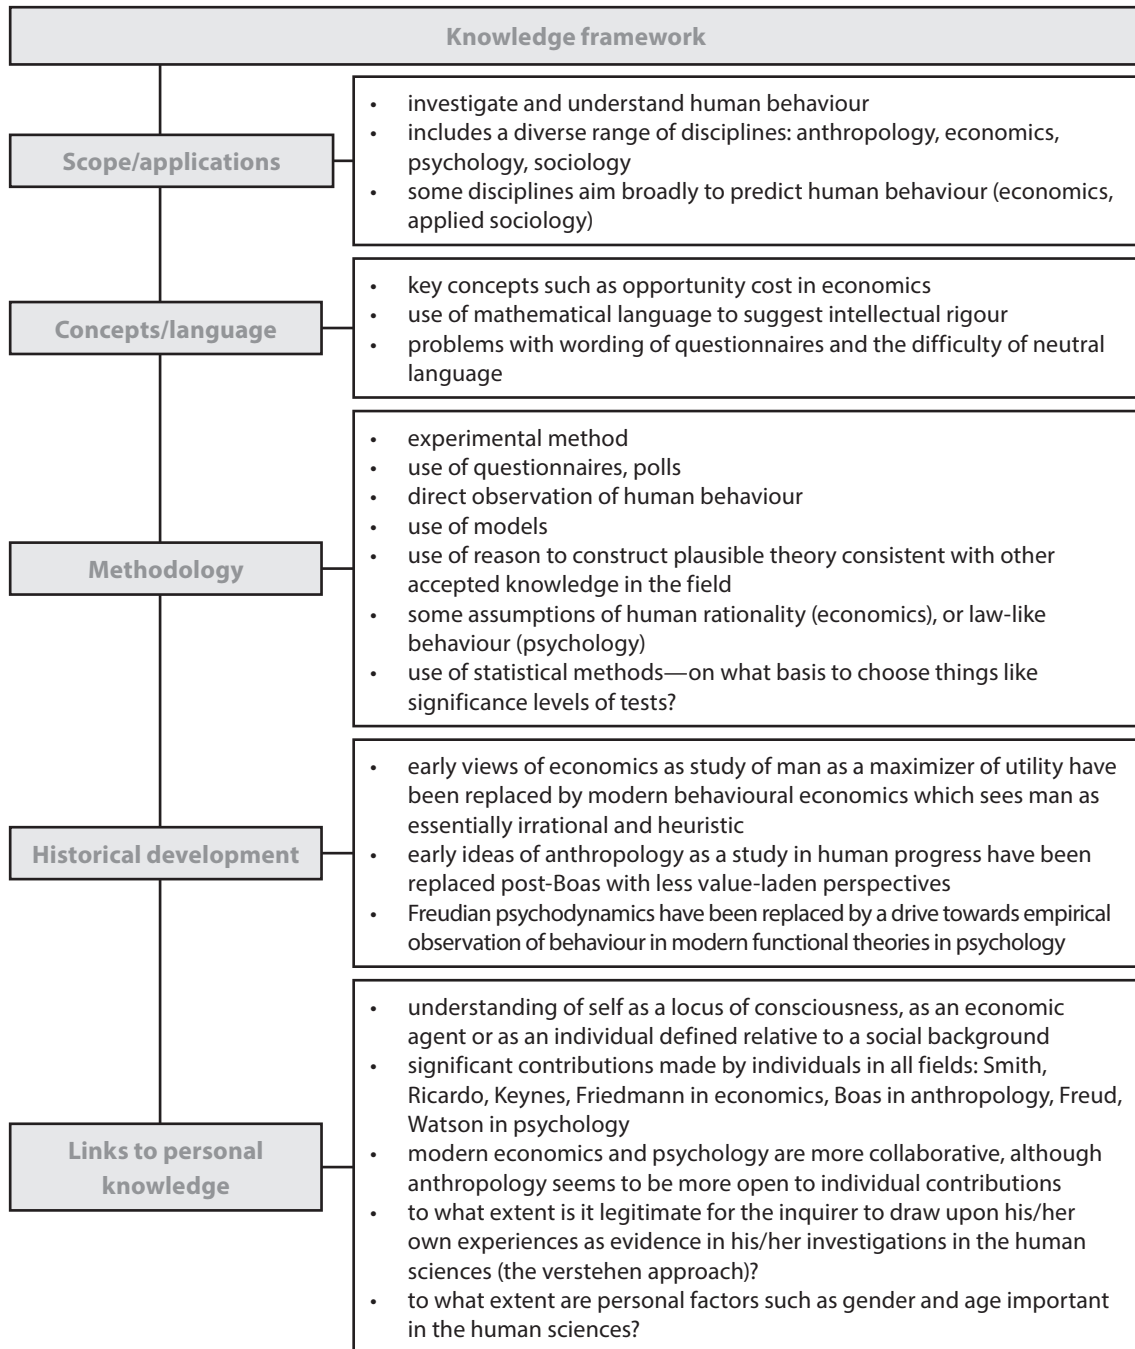 Knowledge framework
Scope/applications
• investigate and understand human behaviour
• includes a diverse range of disciplines: anthropology, economics,
psychology, sociology
• some disciplines aim broadly to predict human behaviour (economics,
applied sociology)
Concepts/language
• key concepts such as opportunity cost in economics
• use of mathematical language to suggest intellectual rigour
• problems with wording of questionnaires and the difficulty of neutral
language
Methodology
• experimental method
• use of questionnaires, polls
• direct observation of human behaviour
• use of models
• use of reason to construct plausible theory consistent with other
accepted knowledge in the field
• some assumptions of human rationality (economics), or law-like
behaviour (psychology)
• use of statistical methods—on what basis to choose things like
significance levels of tests?
Historical development
• early views of economics as study of man as a maximizer of utility have
been replaced by modern behavioural economics which sees man as
essentially irrational and heuristic
• early ideas of anthropology as a study in human progress have been
replaced post-Boas with less value-laden perspectives
• Freudian psychodynamics have been replaced by a drive towards empirical
observation of behaviour in modern functional theories in psychology
Links to personal
knowledge
• understanding of self as a locus of consciousness, as an economic
agent or as an individual defined relative to a social background
• significant contributions made by individuals in all fields: Smith,
Ricardo, Keynes, Friedmann in economics, Boas in anthropology, Freud,
Watson in psychology
• modern economics and psychology are more collaborative, although
anthropology seems to be more open to individual contributions
• to what extent is it legitimate for the inquirer to draw upon his/her
own experiences as evidence in his/her investigations in the human
sciences (the verstehen approach)?
• to what extent are personal factors such as gender and age important
in the human sciences?